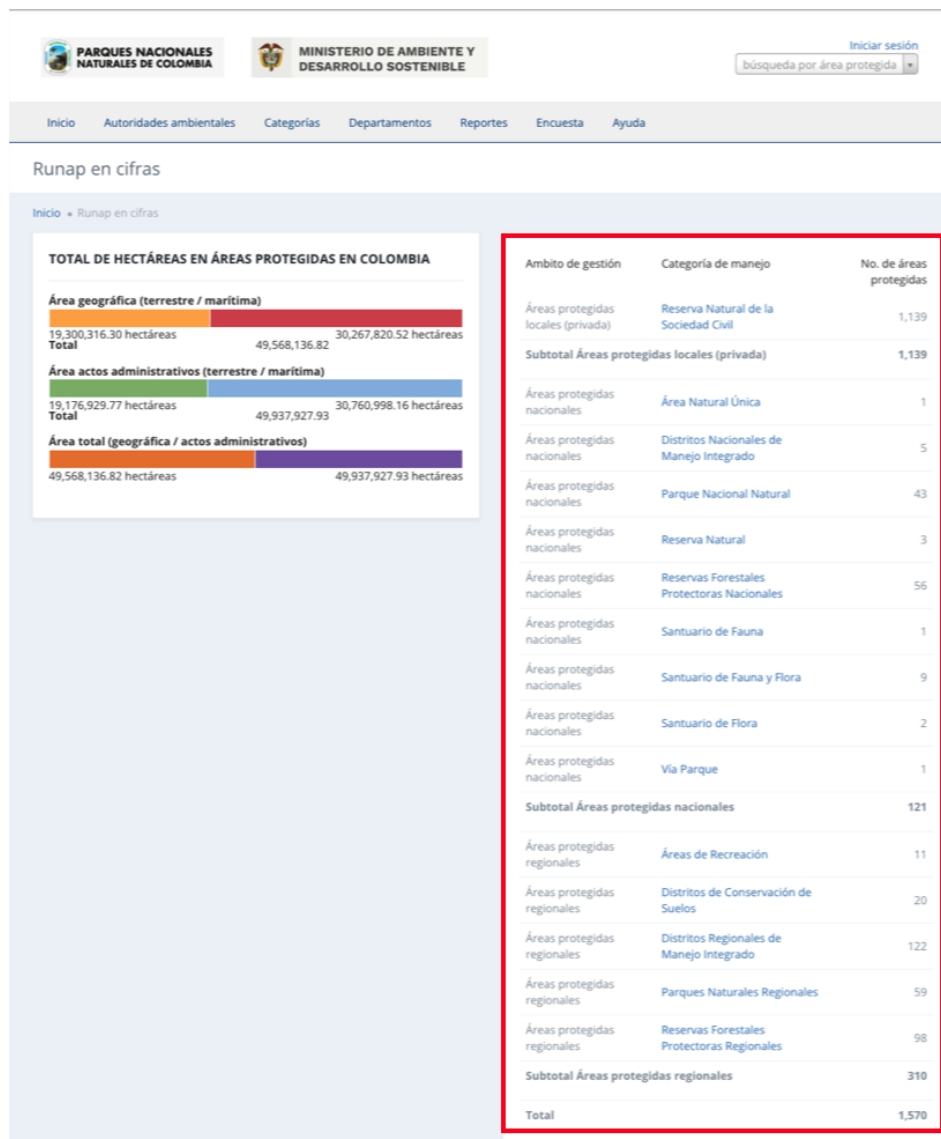 PARQUES NACIONALES
NATURALES DE COLOMBIA
MINISTERIO DE AMBIENTE Y
DESARROLLO SOSTENIBLE
Iniciar sesión
búsqueda por área protegida
Inicio Autoridades ambientales Categorías Departamentos Reportes Encuesta Ayuda
Runap en cifras
Inicio • Runap en cifras
TOTAL DE HECTÁREAS EN ÁREAS PROTEGIDAS EN COLOMBIA
Área geográfica (terrestre / marítima)
19,300,316.30 hectáreas 30,267,820.52 hectáreas
Total 49,568,136.82
Área actos administrativos (terrestre / marítima)
19,176,929.77 hectáreas 30,760,998.16 hectáreas
Total 49,937,927.93
Área total (geográfica / actos administrativos)
49,568,136.82 hectáreas 49,937,927.93 hectáreas
Ambito de gestión Categoría de manejo No. de áreas
protegidas
Áreas protegidas Reserva Natural de la
locales (privada) Sociedad Civil 1,139
Subtotal Áreas protegidas locales (privada) 1,139
Áreas protegidas
nacionales Área Natural Única 1
Áreas protegidas Distritos Nacionales de
nacionales Manejo Integrado 5
Áreas protegidas
nacionales Parque Nacional Natural 43
Áreas protegidas
nacionales Reserva Natural 3
Áreas protegidas Reservas Forestales
nacionales Protectoras Nacionales 56
Áreas protegidas
nacionales Santuario de Fauna 1
Áreas protegidas
nacionales Santuario de Fauna y Flora 9
Áreas protegidas
nacionales Santuario de Flora 2
Áreas protegidas
nacionales Vía Parque 1
Subtotal Áreas protegidas nacionales 121
Áreas protegidas
regionales Áreas de Recreación 11
Áreas protegidas Distritos de Conservación de
regionales Suelos 20
Áreas protegidas Distritos Regionales de
regionales Manejo Integrado 122
Áreas protegidas
regionales Parques Naturales Regionales 59
Áreas protegidas Reservas Forestales
regionales Protectoras Regionales 98
Subtotal Áreas protegidas regionales 310
Total 1,570